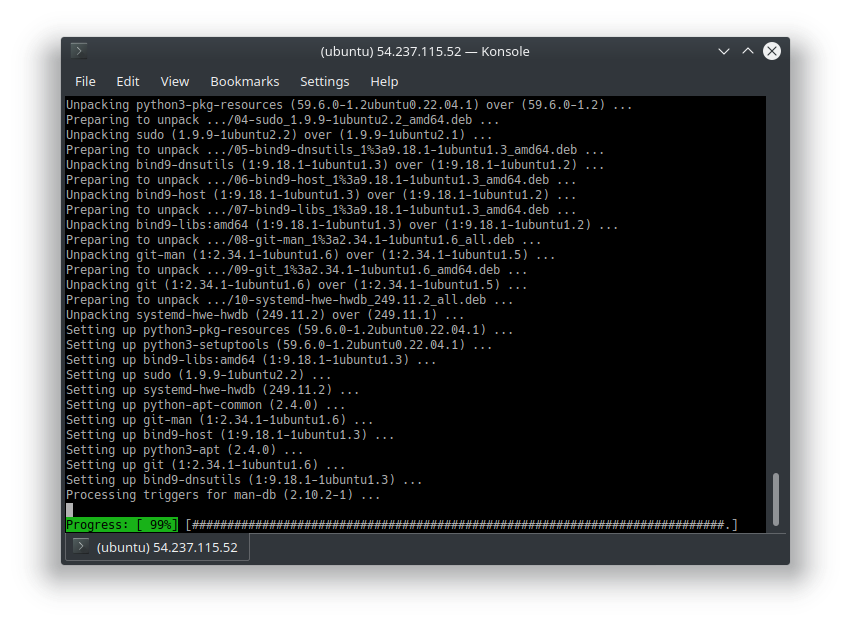 (ubuntu) 54.237.115.52 — Konsole
File Edit View Bookmarks Settings Help
Unpacking python3-pkg-resources (59.6.0-1.2ubuntu0.22.04.1) over (59.6.0-1.2) ...
Preparing to unpack .../04-sudo_1.9.9-1ubuntu2.2_amd64.deb ...
Unpacking sudo (1.9.9-1ubuntu2.2) over (1.9.9-1ubuntu2.1) ...
Preparing to unpack .../05-bind9-dnsutils_1%3a9.18.1-1ubuntu1.3_amd64.deb ...
Unpacking bind9-dnsutils (1:9.18.1-1ubuntu1.3) over (1:9.18.1-1ubuntu1.2) ...
Preparing to unpack .../06-bind9-host_1%3a9.18.1-1ubuntu1.3_amd64.deb ...
Unpacking bind9-host (1:9.18.1-1ubuntu1.3) over (1:9.18.1-1ubuntu1.2) ...
Preparing to unpack .../07-bind9-libs_1%3a9.18.1-1ubuntu1.3_amd64.deb ...
Unpacking bind9-libs:amd64 (1:9.18.1-1ubuntu1.3) over (1:9.18.1-1ubuntu1.2) ...
Preparing to unpack .../08-git-man_1%3a2.34.1-1ubuntu1.6_all.deb ...
Unpacking git-man (1:2.34.1-1ubuntu1.6) over (1:2.34.1-1ubuntu1.5) ...
Preparing to unpack .../09-git_1%3a2.34.1-1ubuntu1.6_amd64.deb ...
Unpacking git (1:2.34.1-1ubuntu1.6) over (1:2.34.1-1ubuntu1.5) ...
Preparing to unpack .../10-systemd-hwe-hwdb_249.11.2_all.deb ...
Unpacking systemd-hwe-hwdb (249.11.2) over (249.11.1) ...
Setting up python3-pkg-resources (59.6.0-1.2ubuntu0.22.04.1) ...
Setting up python3-setuptools (59.6.0-1.2ubuntu0.22.04.1) ...
Setting up bind9-libs:amd64 (1:9.18.1-1ubuntu1.3) ...
Setting up sudo (1.9.9-1ubuntu2.2) ...
Setting up systemd-hwe-hwdb (249.11.2) ...
Setting up python-apt-common (2.4.0) ...
Setting up git-man (1:2.34.1-1ubuntu1.6) ...
Setting up bind9-host (1:9.18.1-1ubuntu1.3) ...
Setting up python3-apt (2.4.0) ...
Setting up git (1:2.34.1-1ubuntu1.6) ...
Setting up bind9-dnsutils (1:9.18.1-1ubuntu1.3) ...
Processing triggers for man-db (2.10.2-1) ...
Progress: [ 99%] [############################################################################.]
(ubuntu) 54.237.115.52